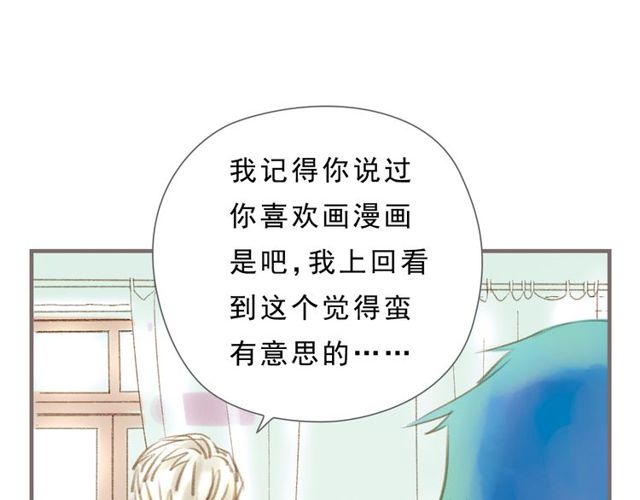 我记得你说过
你喜欢画漫画
是吧，我上回看
到这个觉得蛮
有意思的……